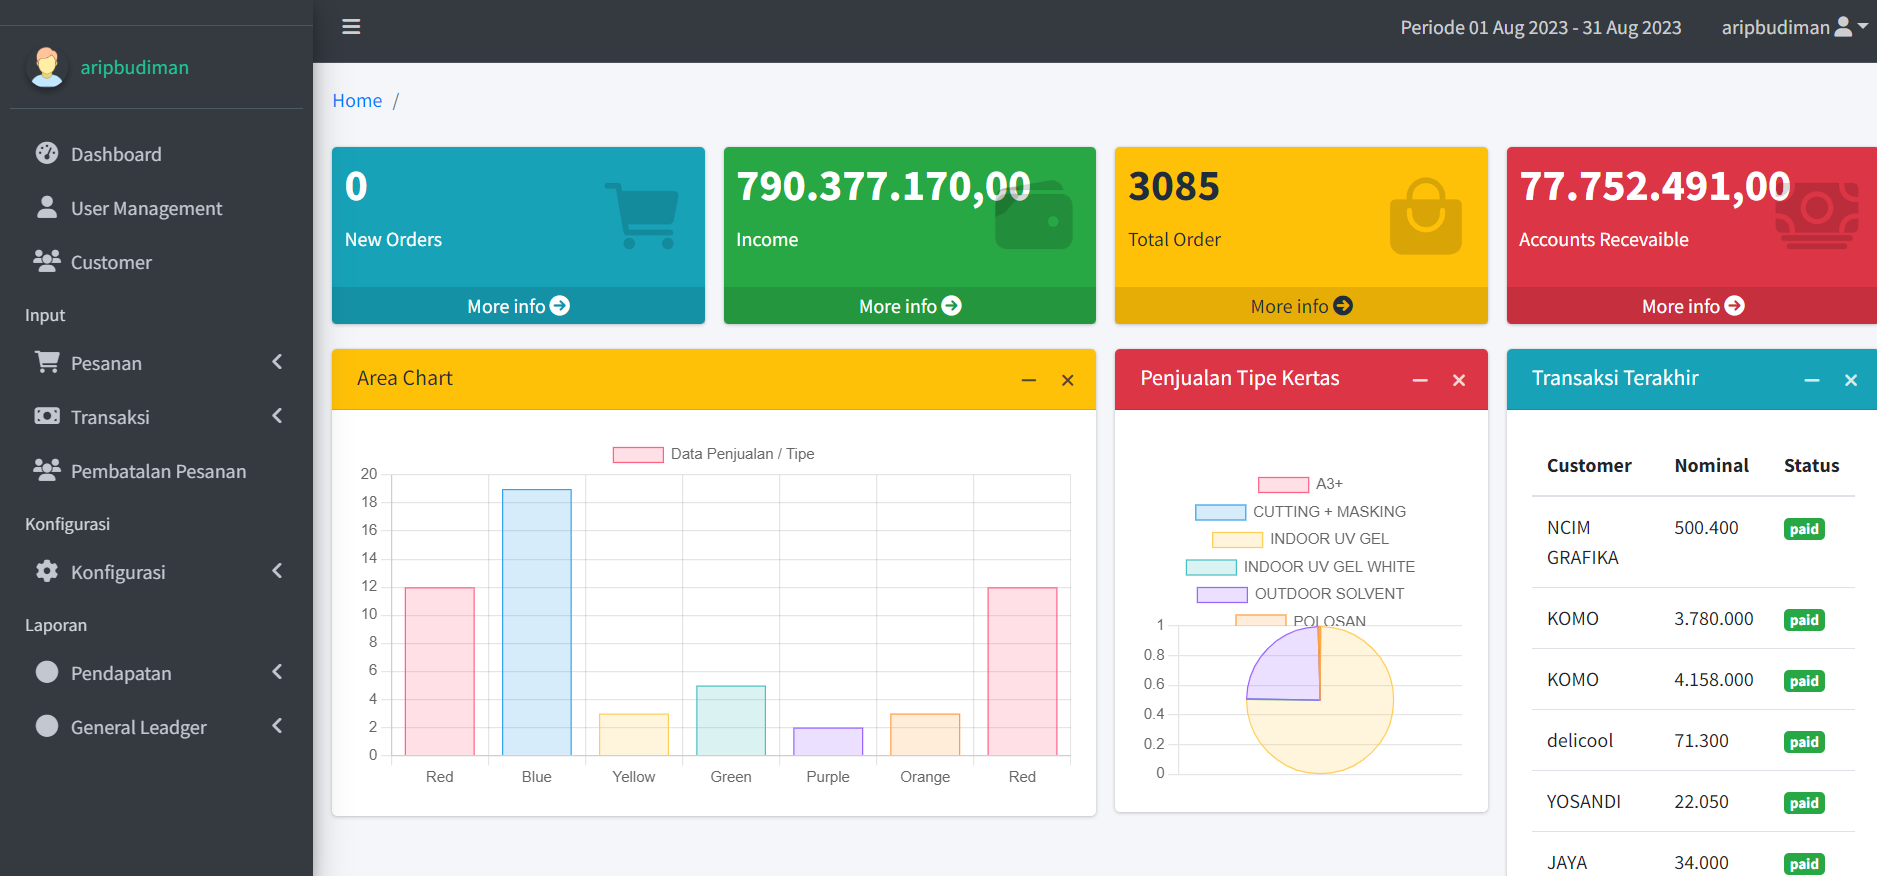 aripbudiman
Dashboard
User Management
Customer
Input
Pesanan
Transaksi
Pembatalan Pesanan
Konfigurasi
Konfigurasi
Laporan
Pendapatan
General Leadger
Periode 01 Aug 2023 - 31 Aug 2023
aripbudiman
Home /
0
New Orders
More info
790.377.170,00
Income
More info
3085
Total Order
More info
77.752.491,00
Accounts Recevaible
More info
Area Chart
Data Penjualan / Tipe
20
18
16
14
12
10
8
6
4
2
0
Red Blue Yellow Green Purple Orange Red
Penjualan Tipe Kertas
A3+
CUTTING + MASKING
INDOOR UV GEL
INDOOR UV GEL WHITE
OUTDOOR SOLVENT
POLOSAN
1
0.8
0.6
0.4
0.2
0
Transaksi Terakhir
Customer Nominal Status
NCIM GRAFIKA 500.400 paid
KOMO 3.780.000 paid
KOMO 4.158.000 paid
delicool 71.300 paid
YOSANDI 22.050 paid
JAYA 34.000 paid